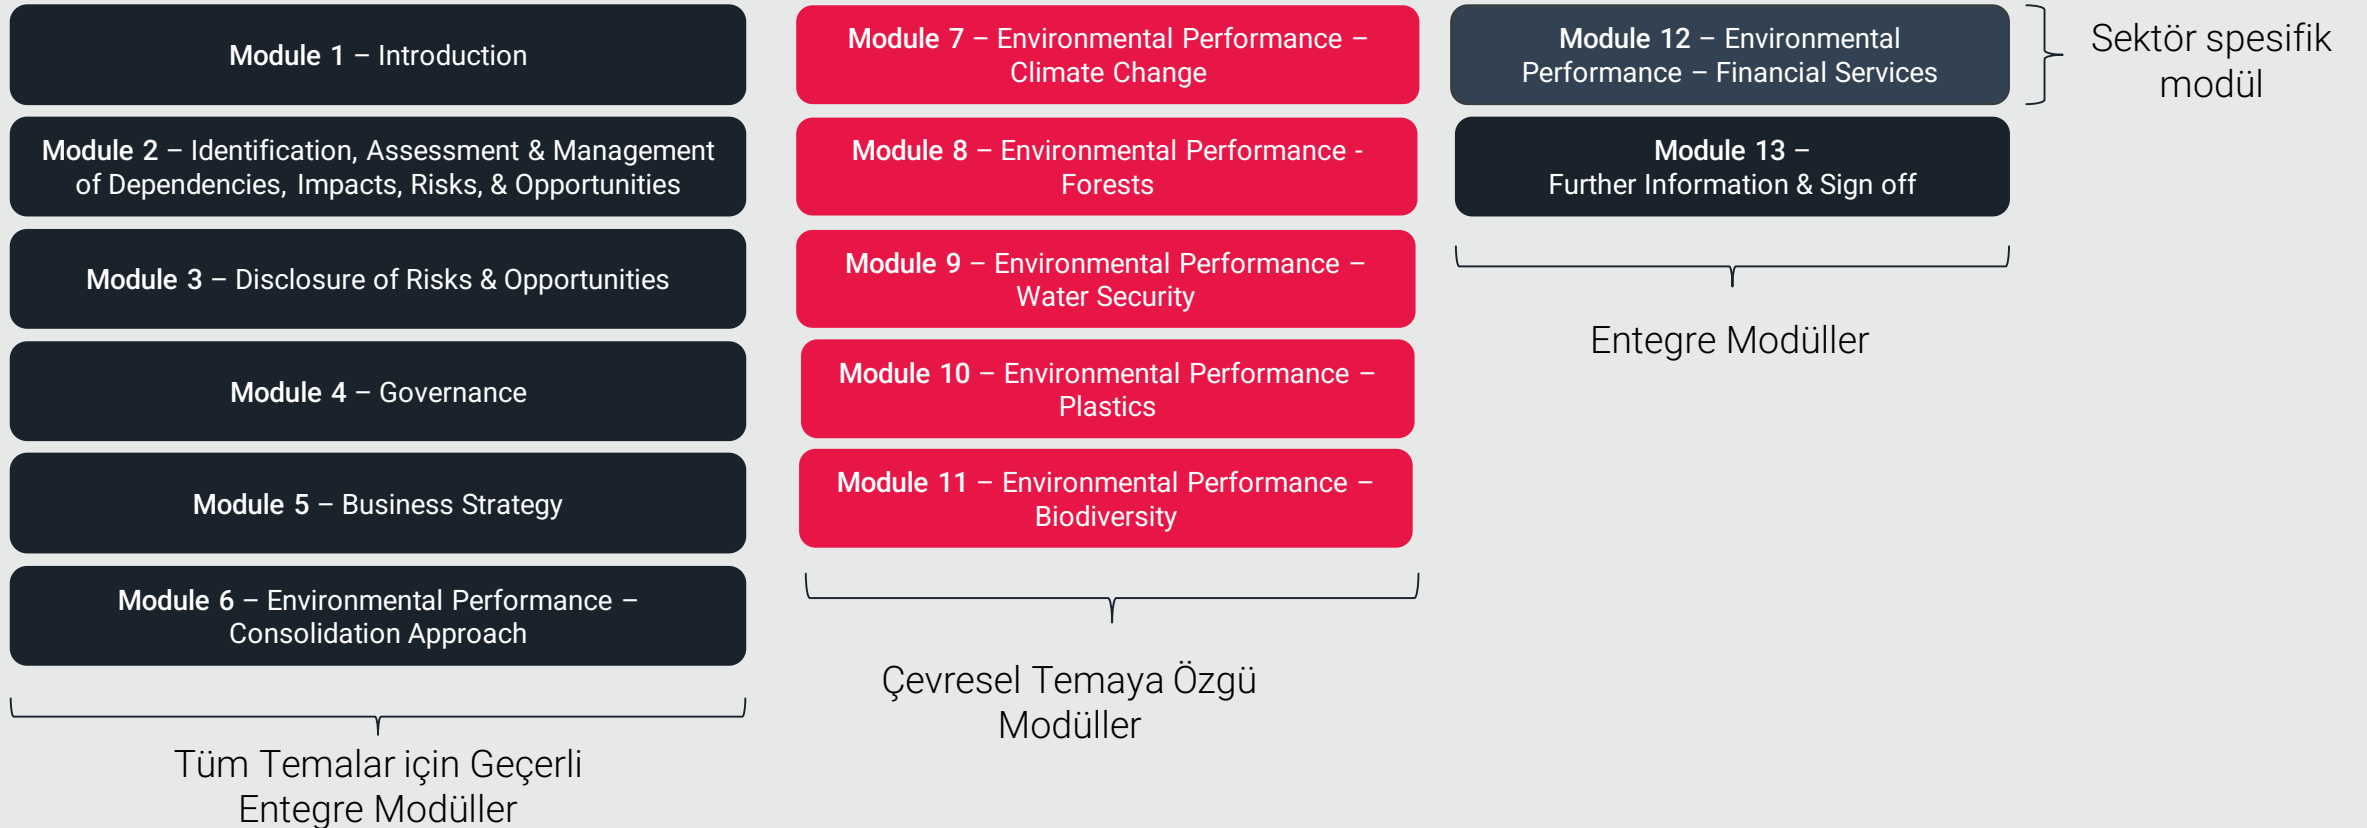 Module 1 – Introduction
Module 2 – Identification, Assessment & Management
of Dependencies, Impacts, Risks, & Opportunities
Module 3 – Disclosure of Risks & Opportunities
Module 4 – Governance
Module 5 – Business Strategy
Module 6 – Environmental Performance –
Consolidation Approach
Tüm Temalar için Geçerli
Entegre Modüller
Module 7 – Environmental Performance –
Climate Change
Module 8 – Environmental Performance -
Forests
Module 9 – Environmental Performance –
Water Security
Module 10 – Environmental Performance –
Plastics
Module 11 – Environmental Performance –
Biodiversity
Çevresel Temaya Özgü
Modüller
Module 12 – Environmental
Performance – Financial Services
Module 13 –
Further Information & Sign off
Entegre Modüller
Sektör spesifik
modül